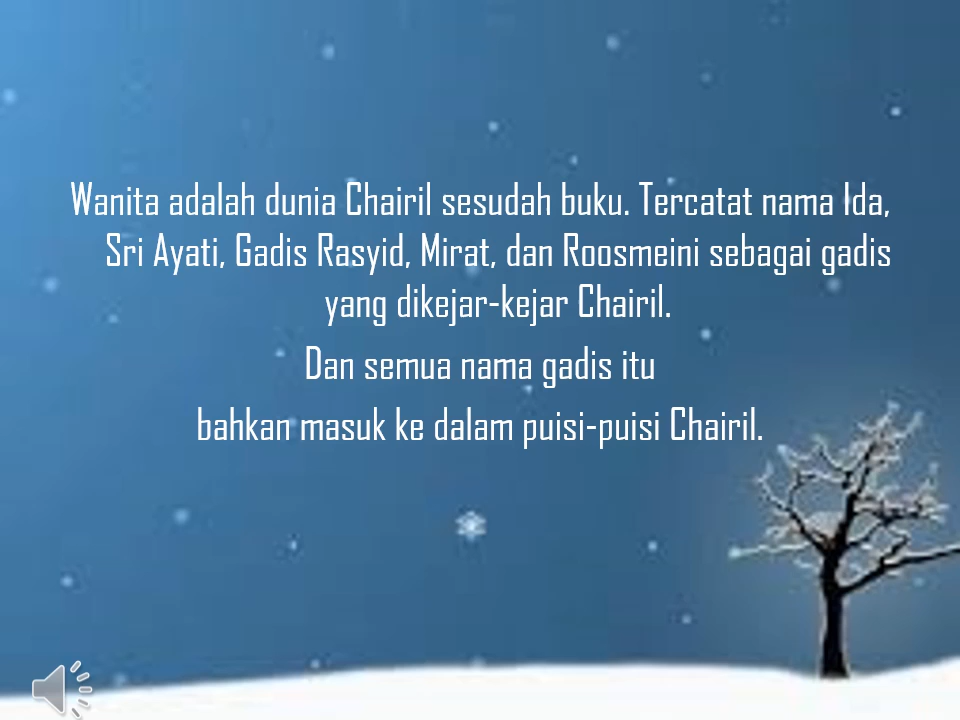 Wanita adalah dunia Chairil sesudah buku. Tercatat nama Ida,
Sri Ayati, Gadis Rasyid, Mirat, dan Roosmeini sebagai gadis
yang dikejar-kejar Chairil.
Dan semua nama gadis itu
bahkan masuk ke dalam puisi-puisi Chairil.